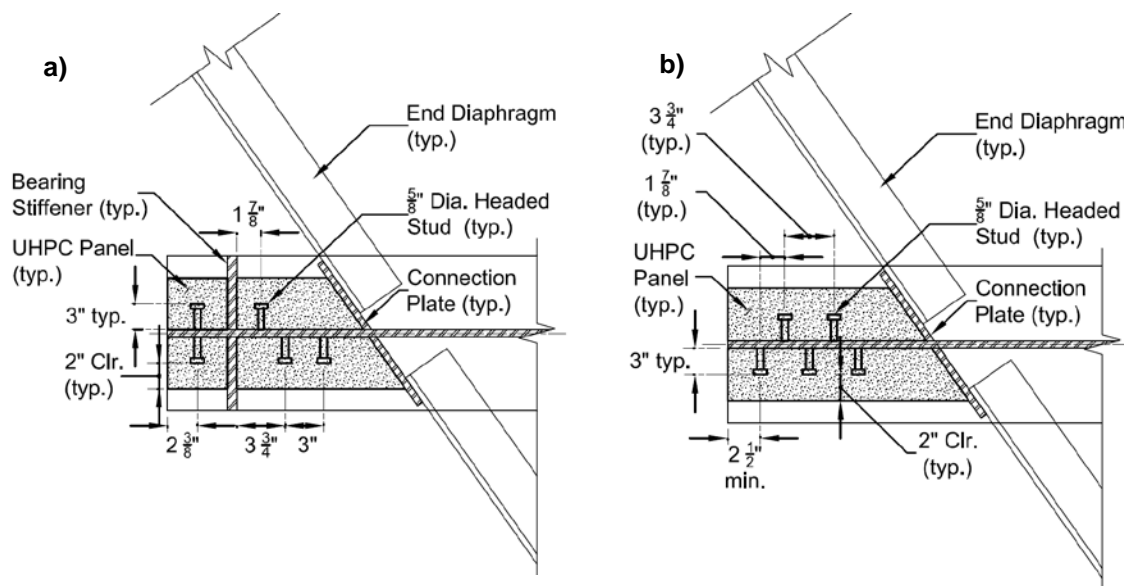 a)
End Diaphragm
(typ.)
Bearing
Stiffener (typ.)
1 7/8"
5/8" Dia. Headed
Stud (typ.)
UHPC Panel
(typ.)
Connection
Plate (typ.)
3" typ.
2" Clr.
(typ.)
2 3/8"
3 3/4"
3"
b)
3 3/4"
(typ.)
End Diaphragm
(typ.)
1 7/8"
(typ.)
5/8" Dia. Headed
Stud (typ.)
UHPC
Panel
(typ.)
Connection
Plate (typ.)
3" typ.
2 1/2"
min.
2" Clr.
(typ.)